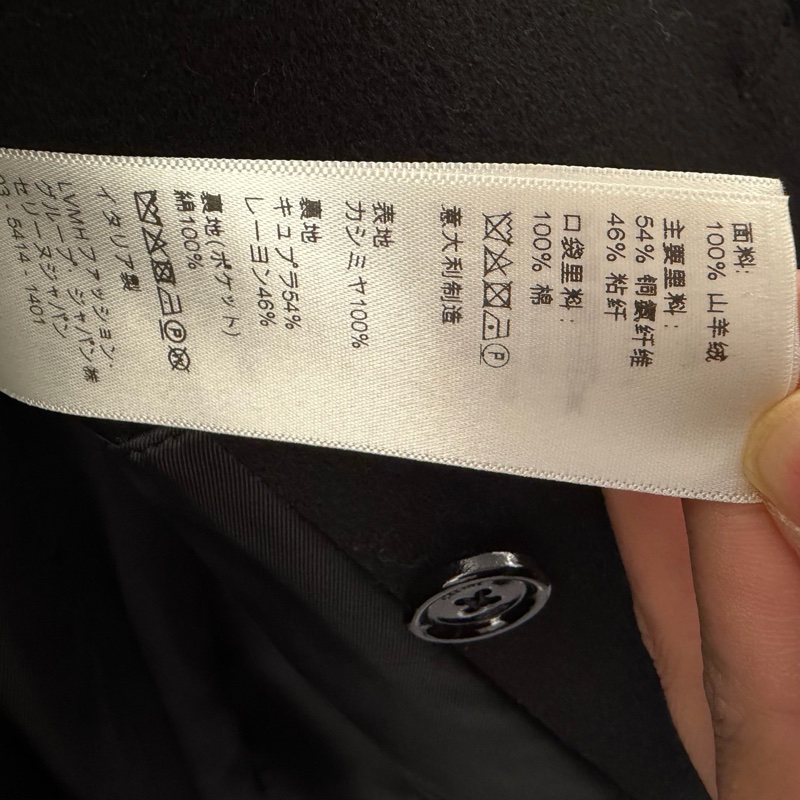 面料:
100% 山羊绒
主要里料:
54% 铜氨纤维
46% 粘纤
口袋里料:
100% 棉
P
意大利制造
表地
カシミヤ100%
裏地
キュプラ54%
レーヨン46%
裏地(ポケット)
綿100%
P
イタリア製
LVMHファッション・
グループ・ジャパン㈱
セリーヌジャパン
03 5414 1401